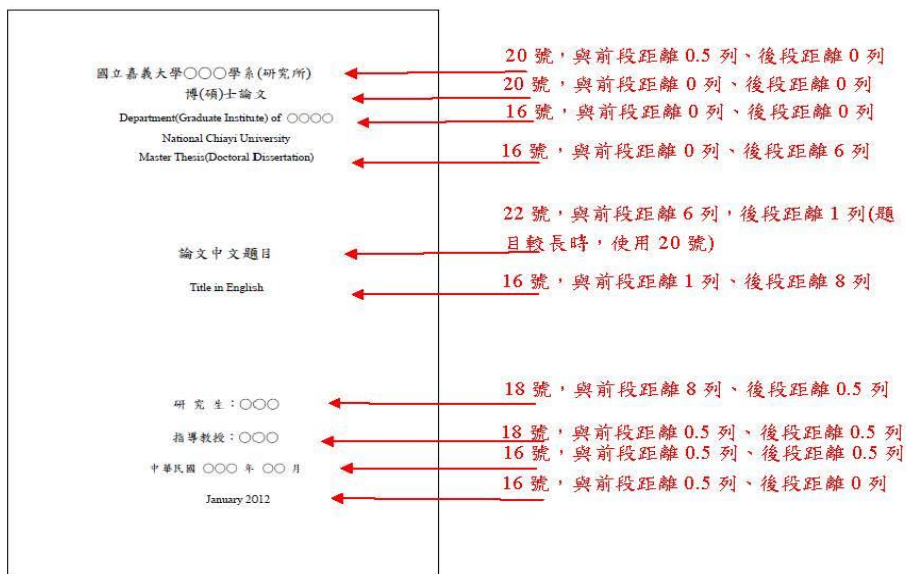 國立嘉義大學○○○學系(研究所)
博(碩)士論文
Department(Graduate Institute) of ○○○○
National Chiayi University
Master Thesis(Doctoral Dissertation)
論文中文題目
Title in English
研 究 生：○○○
指導教授：○○○
中華民國 ○○○ 年 ○○ 月
January 2012
20 號，與前段距離 0.5 列、後段距離 0 列
20 號，與前段距離 0 列、後段距離 0 列
16 號，與前段距離 0 列、後段距離 0 列
16 號，與前段距離 0 列、後段距離 6 列
22 號，與前段距離 6 列，後段距離 1 列(題
目較長時，使用 20 號)
16 號，與前段距離 1 列、後段距離 8 列
18 號，與前段距離 8 列、後段距離 0.5 列
18 號，與前段距離 0.5 列、後段距離 0.5 列
16 號，與前段距離 0.5 列、後段距離 0.5 列
16 號，與前段距離 0.5 列、後段距離 0 列